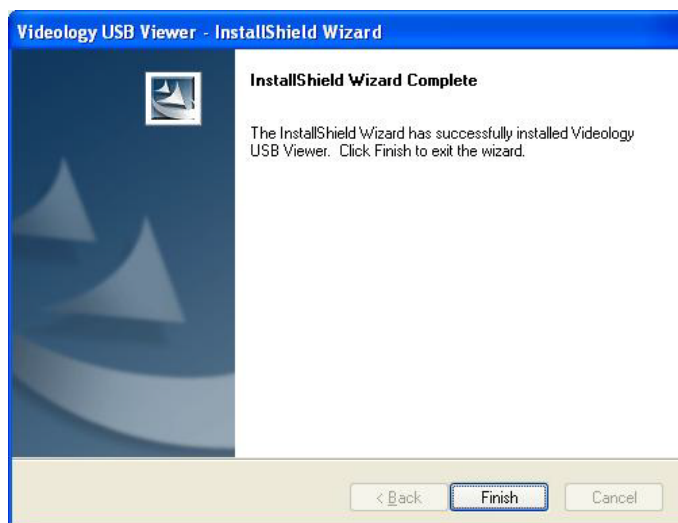 Videology USB Viewer - InstallShield Wizard
InstallShield Wizard Complete
The InstallShield Wizard has successfully installed Videology
USB Viewer. Click Finish to exit the wizard.
< Back
Finish
Cancel